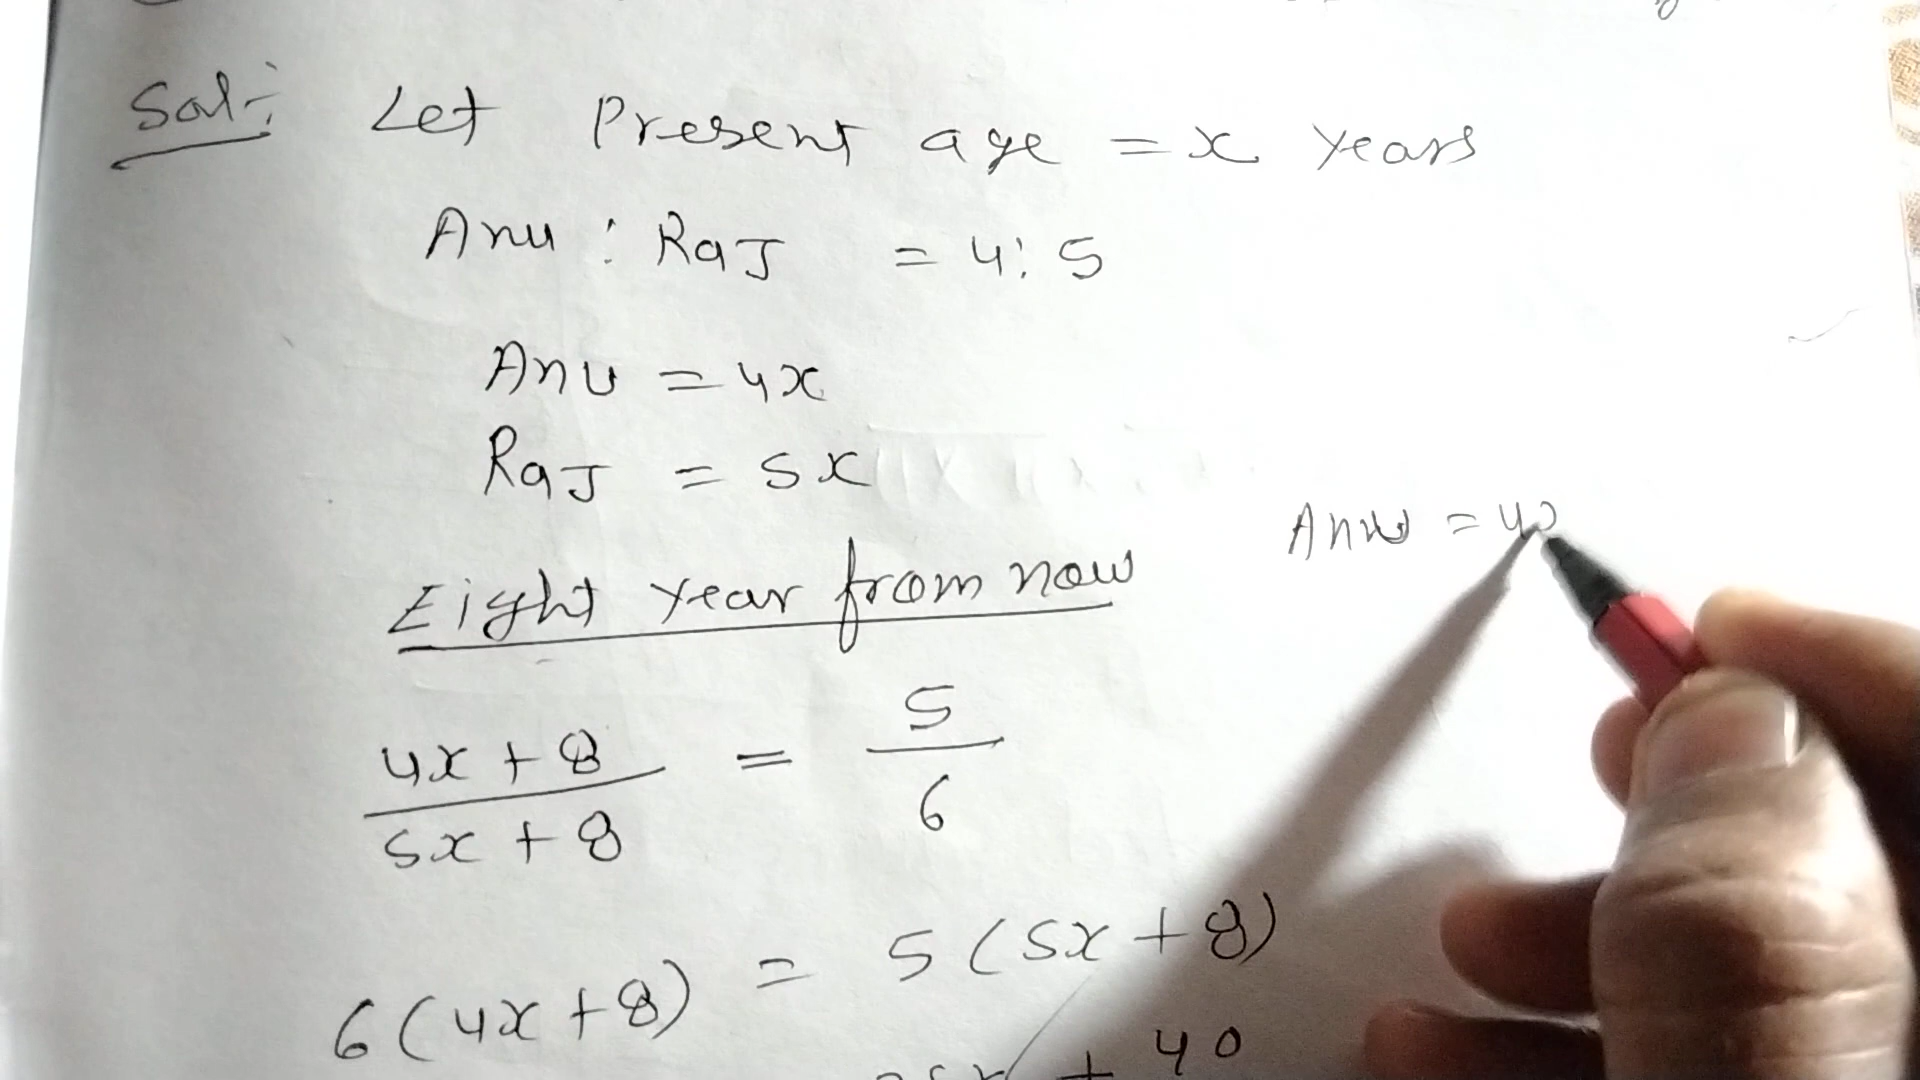 Sol:-  Let Present age = x years
Anu : Raj = 4 : 5
Anu = 4x
Raj = 5x
Anu = 4
Eight year from now
4x + 8 / 5x + 8 = 5 / 6
6(4x + 8) = 5(5x + 8)
+ 40